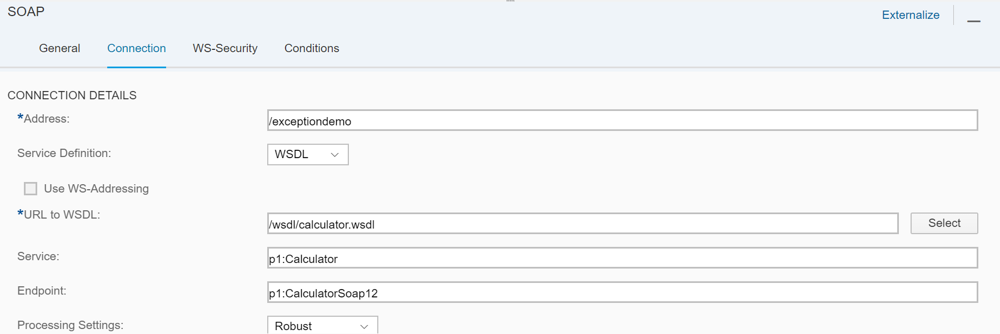 SOAP
Externalize
General Connection WS-Security Conditions
CONNECTION DETAILS
*Address: /exceptiondemo
Service Definition: WSDL
Use WS-Addressing
*URL to WSDL: /wsdl/calculator.wsdl Select
Service: p1:Calculator
Endpoint: p1:CalculatorSoap12
Processing Settings: Robust